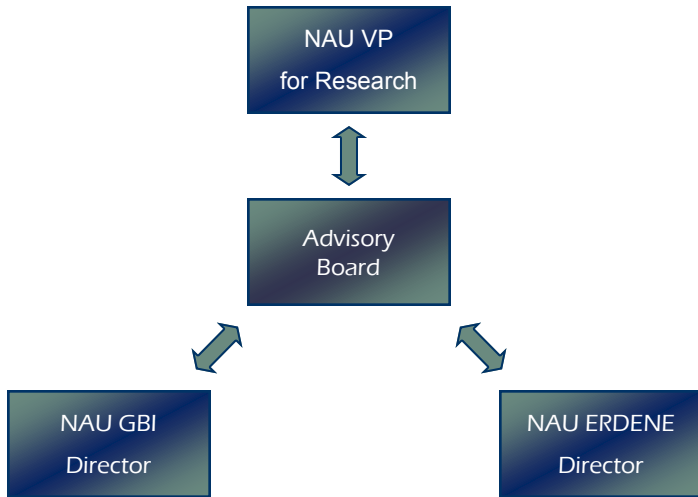 NAU VP
for Research
Advisory
Board
NAU GBI
Director
NAU ERDENE
Director